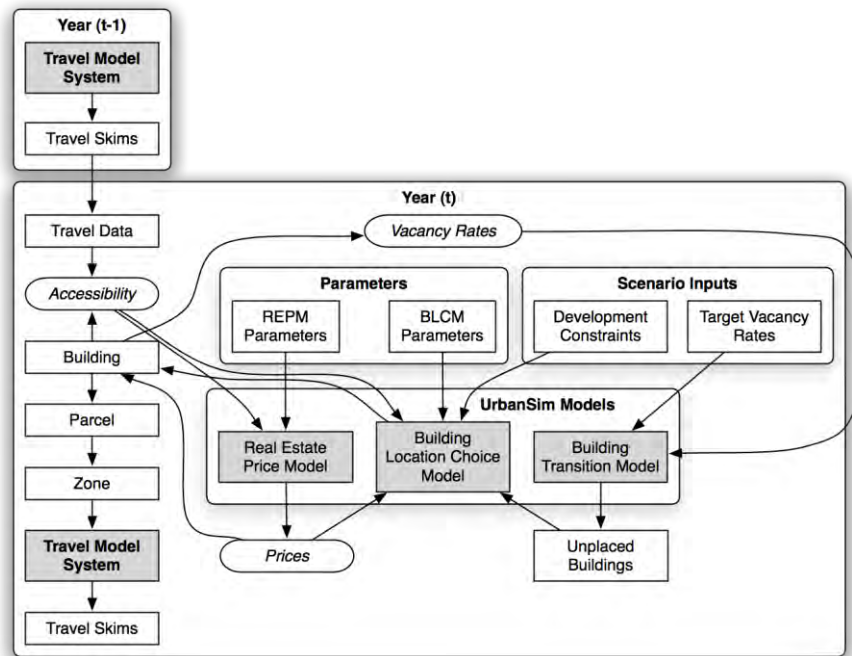 Year (t-1)
Travel Model
System
Travel Skims
Year (t)
Travel Data
Vacancy Rates
Accessibility
Parameters
Scenario Inputs
REPM
Parameters
BLCM
Parameters
Development
Constraints
Target Vacancy
Rates
Building
Parcel
UrbanSim Models
Real Estate
Price Model
Building
Location Choice
Model
Building
Transition Model
Zone
Travel Model
System
Prices
Unplaced
Buildings
Travel Skims